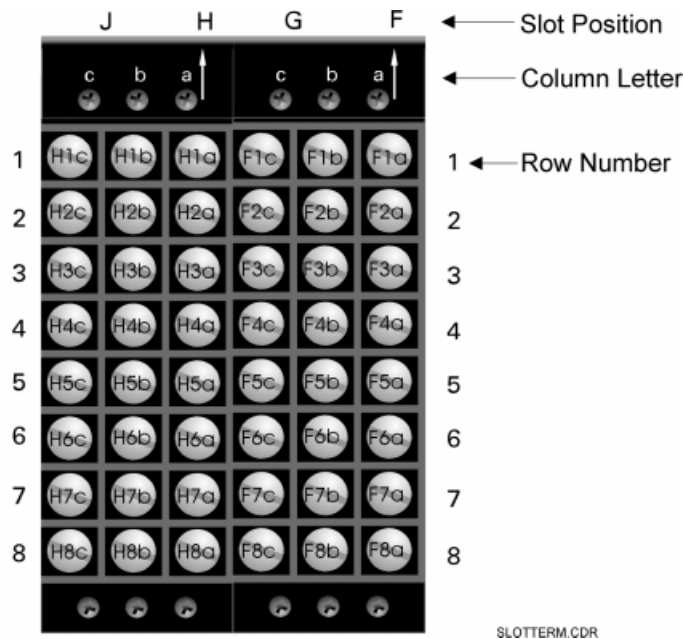 J H G F Slot Position
c b a c b a Column Letter
1 H1c H1b H1a F1c F1b F1a 1 Row Number
2 H2c H2b H2a F2c F2b F2a 2
3 H3c H3b H3a F3c F3b F3a 3
4 H4c H4b H4a F4c F4b F4a 4
5 H5c H5b H5a F5c F5b F5a 5
6 H6c H6b H6a F6c F6b F6a 6
7 H7c H7b H7a F7c F7b F7a 7
8 H8c H8b H8a F8c F8b F8a 8
SLOTTERM.CDR